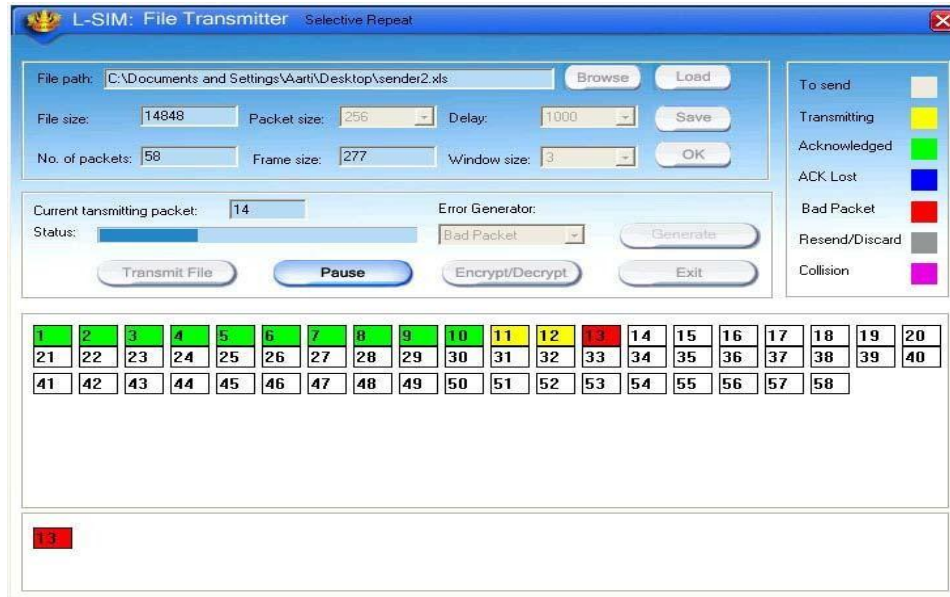 L-SIM: File Transmitter Selective Repeat
File path: C:\Documents and Settings\Aarti\Desktop\sender2.xls Browse Load
File size: 14848 Packet size: 256 Delay: 1000 Save
No. of packets: 58 Frame size: 277 Window size: 3 OK
Current tansmitting packet: 14 Error Generator:
Status: Bad Packet Generate
Transmit File Pause Encrypt/Decrypt Exit
To send
Transmitting
Acknowledged
ACK Lost
Bad Packet
Resend/Discard
Collision
1 2 3 4 5 6 7 8 9 10 11 12 13 14 15 16 17 18 19 20
21 22 23 24 25 26 27 28 29 30 31 32 33 34 35 36 37 38 39 40
41 42 43 44 45 46 47 48 49 50 51 52 53 54 55 56 57 58
13